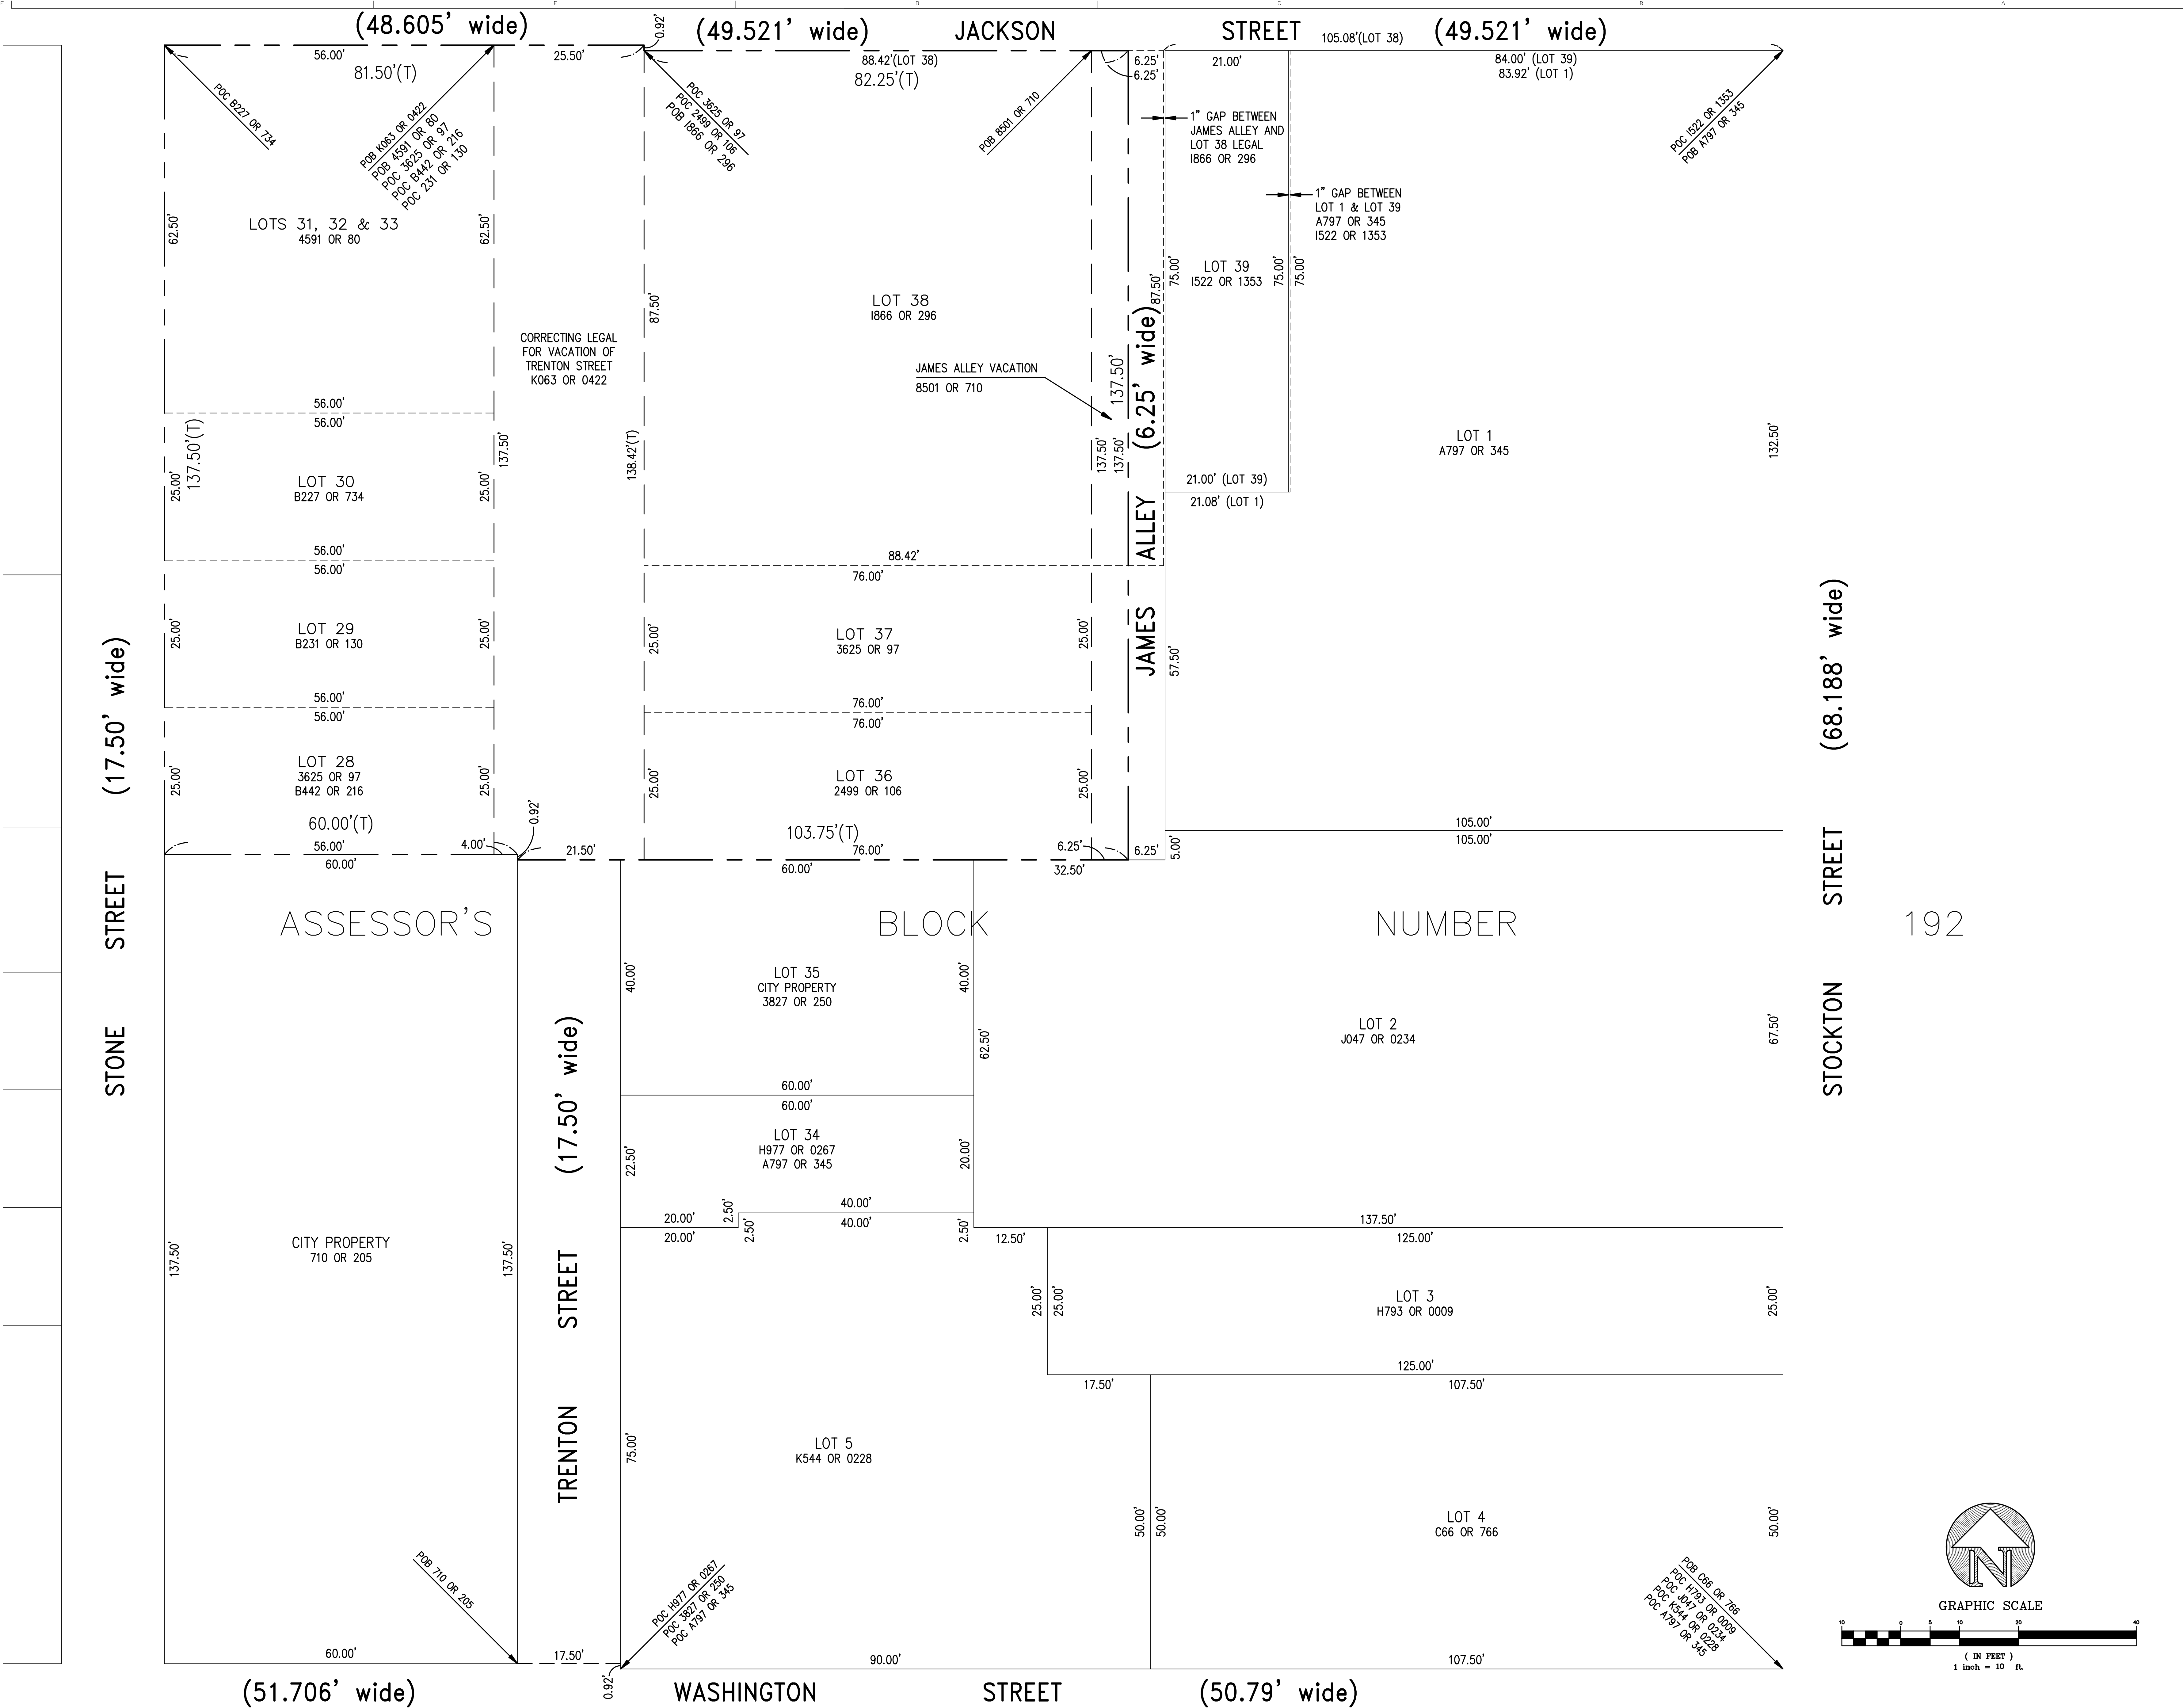 F
E
D
C
B
A
(48.605' wide)
0.92'
(49.521' wide)
JACKSON
STREET
105.08'(LOT 38)
(49.521' wide)
56.00'
81.50'(T)
25.50'
88.42'(LOT 38)
82.25'(T)
6.25'
6.25'
21.00'
84.00' (LOT 39)
83.92' (LOT 1)
POC B227 OR 734
POB K063 OR 0422
POB 4591 OR 80
POC 3625 OR 97
POC B442 OR 216
POC 231 OR 130
POC 3625 OR 97
POC 2499 OR 106
POB I866 OR 296
POB 8501 OR 710
1" GAP BETWEEN
JAMES ALLEY AND
LOT 38 LEGAL
I866 OR 296
POC I522 OR 1353
POB A797 OR 345
1" GAP BETWEEN
LOT 1 & LOT 39
A797 OR 345
I522 OR 1353
62.50'
LOTS 31, 32 & 33
4591 OR 80
62.50'
87.50'
LOT 38
I866 OR 296
87.50'
75.00'
LOT 39
I522 OR 1353
75.00'
75.00'
CORRECTING LEGAL
FOR VACATION OF
TRENTON STREET
K063 OR 0422
JAMES ALLEY VACATION
8501 OR 710
137.50'
JAMES ALLEY (6.25' wide)
56.00'
56.00'
137.50'(T)
137.50'
138.42'(T)
137.50'
137.50'
LOT 1
A797 OR 345
132.50'
25.00'
LOT 30
B227 OR 734
25.00'
21.00' (LOT 39)
21.08' (LOT 1)
56.00'
56.00'
88.42'
76.00'
25.00'
LOT 29
B231 OR 130
25.00'
25.00'
LOT 37
3625 OR 97
25.00'
57.50'
56.00'
56.00'
76.00'
76.00'
STONE STREET (17.50' wide)
STOCKTON STREET (68.188' wide)
25.00'
LOT 28
3625 OR 97
B442 OR 216
25.00'
25.00'
LOT 36
2499 OR 106
25.00'
0.92'
60.00'(T)
103.75'(T)
105.00'
105.00'
56.00'
4.00'
21.50'
76.00'
6.25'
6.25'
5.00'
60.00'
60.00'
32.50'
ASSESSOR'S
BLOCK
NUMBER
192
40.00'
LOT 35
CITY PROPERTY
3827 OR 250
40.00'
62.50'
LOT 2
J047 OR 0234
67.50'
60.00'
60.00'
22.50'
LOT 34
H977 OR 0267
A797 OR 345
20.00'
20.00'
20.00'
2.50'
2.50'
40.00'
40.00'
2.50'
12.50'
137.50'
125.00'
137.50'
CITY PROPERTY
710 OR 205
137.50'
TRENTON STREET (17.50' wide)
25.00'
25.00'
LOT 3
H793 OR 0009
25.00'
125.00'
17.50'
107.50'
75.00'
LOT 5
K544 OR 0228
50.00'
50.00'
LOT 4
C66 OR 766
50.00'
POB 710 OR 205
POC H977 OR 0267
POC 3827 OR 250
POC A797 OR 345
POB C66 OR 766
POC H793 OR 0009
POC J047 OR 0234
POC K544 OR 0228
POC A797 OR 345
N
GRAPHIC SCALE
10 0 5 10 20 40
( IN FEET )
1 inch = 10 ft.
60.00'
17.50'
0.92'
90.00'
107.50'
(51.706' wide)
WASHINGTON
STREET
(50.79' wide)